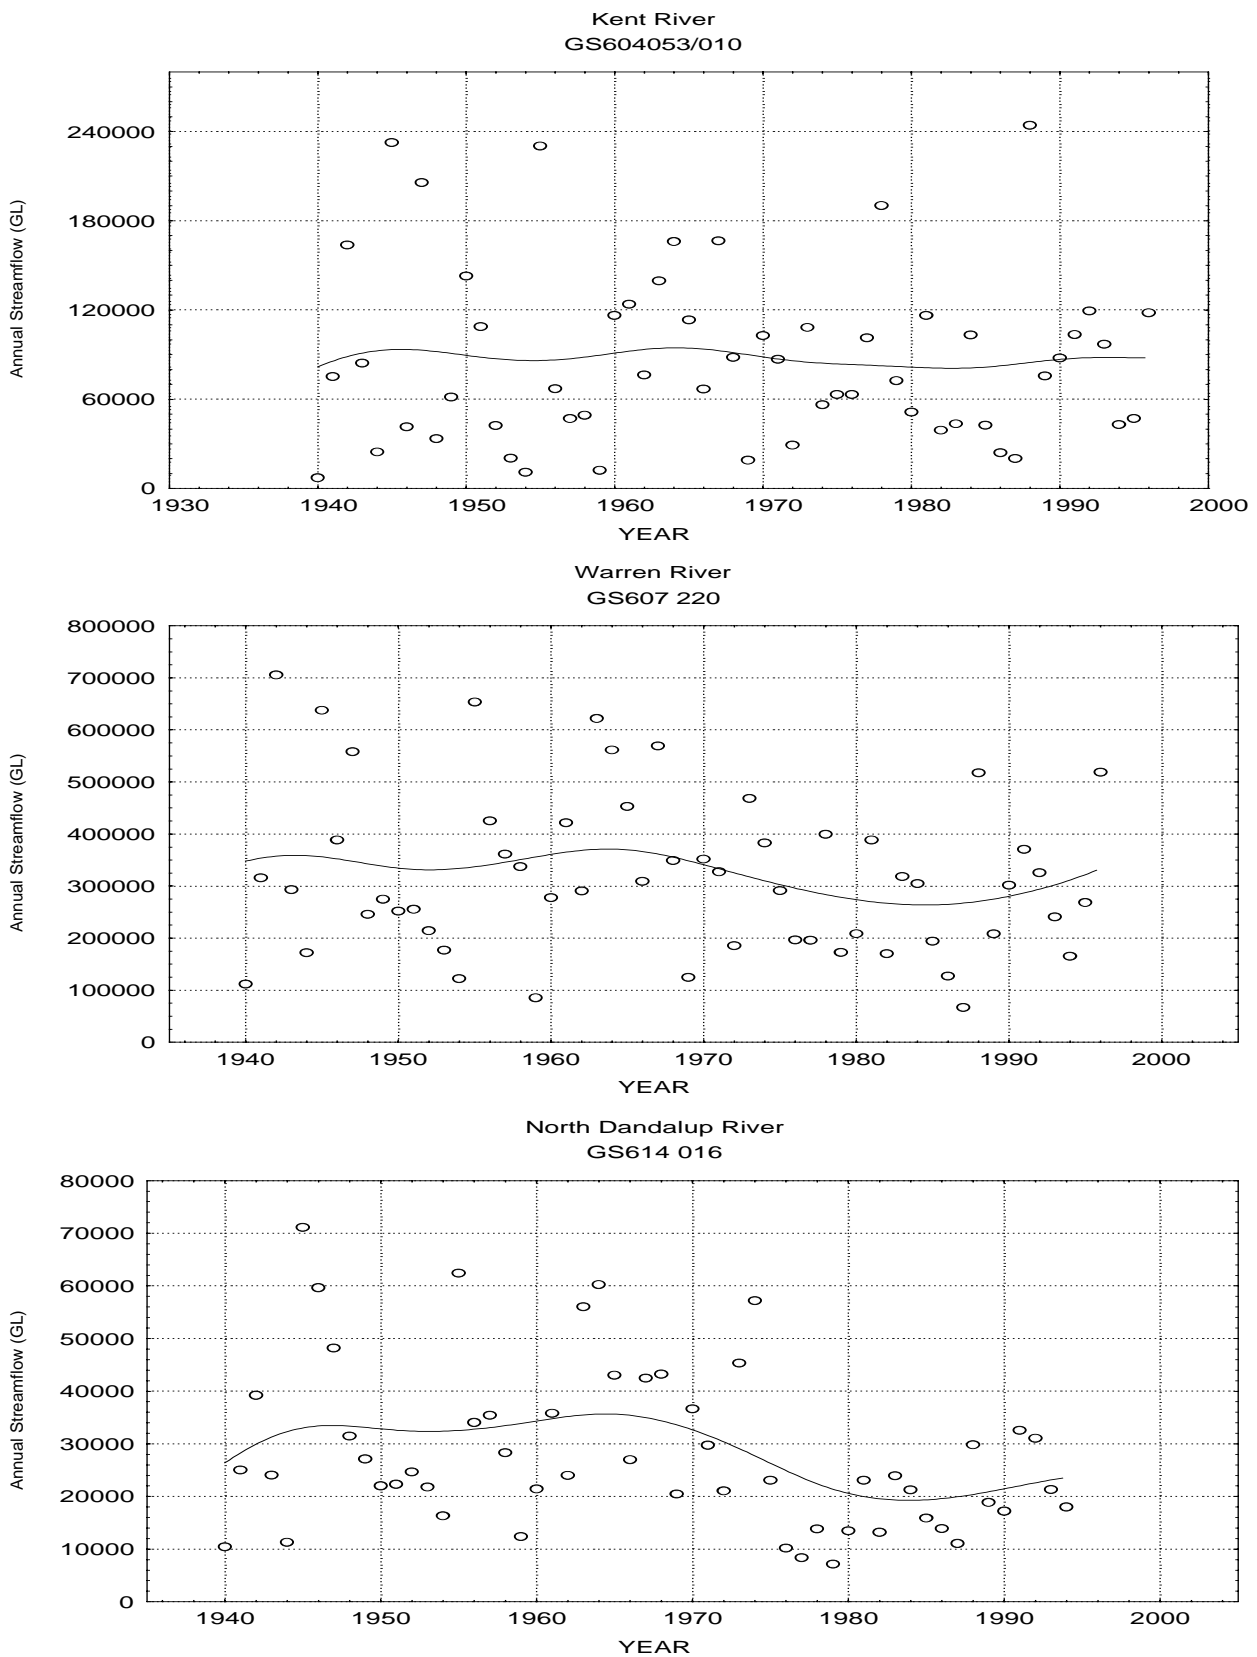 Kent River
GS604053/010
240000
180000
120000
60000
0
Annual Streamflow (GL)
1930 1940 1950 1960 1970 1980 1990 2000
YEAR
Warren River
GS607 220
800000
700000
600000
500000
400000
300000
200000
100000
0
Annual Streamflow (GL)
1940 1950 1960 1970 1980 1990 2000
YEAR
North Dandalup River
GS614 016
80000
70000
60000
50000
40000
30000
20000
10000
0
Annual Streamflow (GL)
1940 1950 1960 1970 1980 1990 2000
YEAR